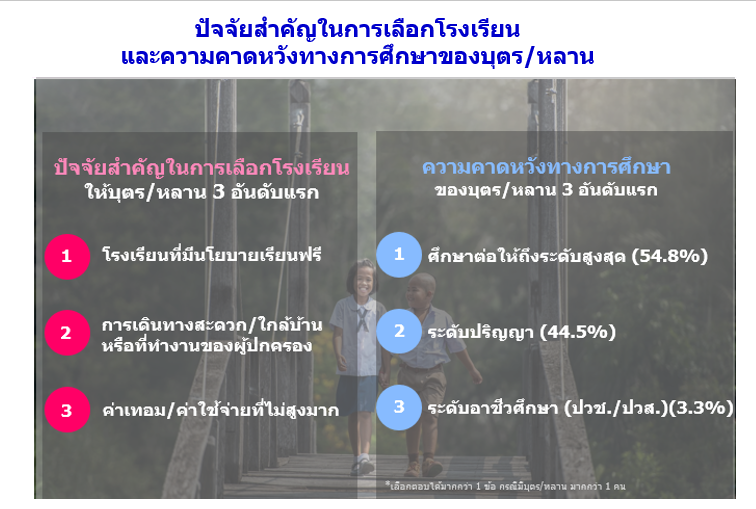 ปัจจัยสำคัญในการเลือกโรงเรียน
และความคาดหวังทางการศึกษาของบุตร/หลาน
ปัจจัยสำคัญในการเลือกโรงเรียน
ให้บุตร/หลาน 3 อันดับแรก
1 โรงเรียนที่มีนโยบายเรียนฟรี
2 การเดินทางสะดวก/ใกล้บ้าน
หรือที่ทำงานของผู้ปกครอง
3 ค่าเทอม/ค่าใช้จ่ายที่ไม่สูงมาก
ความคาดหวังทางการศึกษา
ของบุตร/หลาน 3 อันดับแรก
1 ศึกษาต่อให้ถึงระดับสูงสุด (54.8%)
2 ระดับปริญญา (44.5%)
3 ระดับอาชีวศึกษา (ปวช./ปวส.)(3.3%)
*เลือกตอบได้มากกว่า 1 ข้อ กรณีมีบุตร/หลาน มากกว่า 1 คน